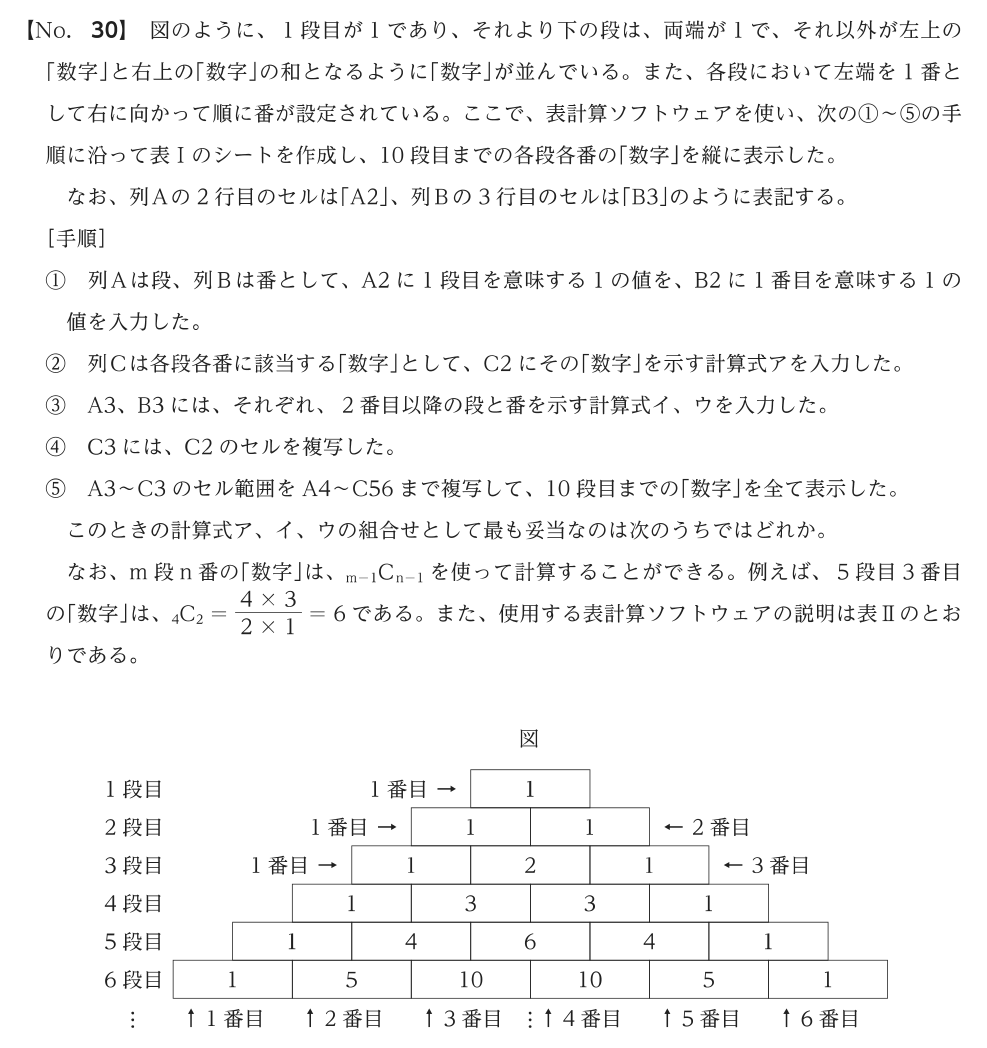 【No. 30】 図のように、1段目が1であり、それより下の段は、両端が1で、それ以外が左上の
「数字」と右上の「数字」の和となるように「数字」が並んでいる。また、各段において左端を1番と
して右に向かって順に番が設定されている。ここで、表計算ソフトウェアを使い、次の①～⑤の手
順に沿って表Ⅰのシートを作成し、10段目までの各段各番の「数字」を縦に表示した。
なお、列Aの2行目のセルは「A2」、列Bの3行目のセルは「B3」のように表記する。
[手順]
① 列Aは段、列Bは番として、A2に1段目を意味する1の値を、B2に1番目を意味する1の
値を入力した。
② 列Cは各段各番に該当する「数字」として、C2にその「数字」を示す計算式アを入力した。
③ A3、B3には、それぞれ、2番目以降の段と番を示す計算式イ、ウを入力した。
④ C3には、C2のセルを複写した。
⑤ A3～C3のセル範囲をA4～C56まで複写して、10段目までの「数字」を全て表示した。
このときの計算式ア、イ、ウの組合せとして最も妥当なのは次のうちではどれか。
なお、m段n番の「数字」は、m−1Cn−1を使って計算することができる。例えば、5段目3番目
の「数字」は、4C2 = 4 × 3 / 2 × 1 = 6である。また、使用する表計算ソフトウェアの説明は表Ⅱのとお
りである。
図
1段目 1番目 → 1
2段目 1番目 → 1 1 ← 2番目
3段目 1番目 → 1 2 1 ← 3番目
4段目 1 3 3 1
5段目 1 4 6 4 1
6段目 1 5 10 10 5 1
⋮ ↑1番目 ↑2番目 ↑3番目 ⋮↑4番目 ↑5番目 ↑6番目